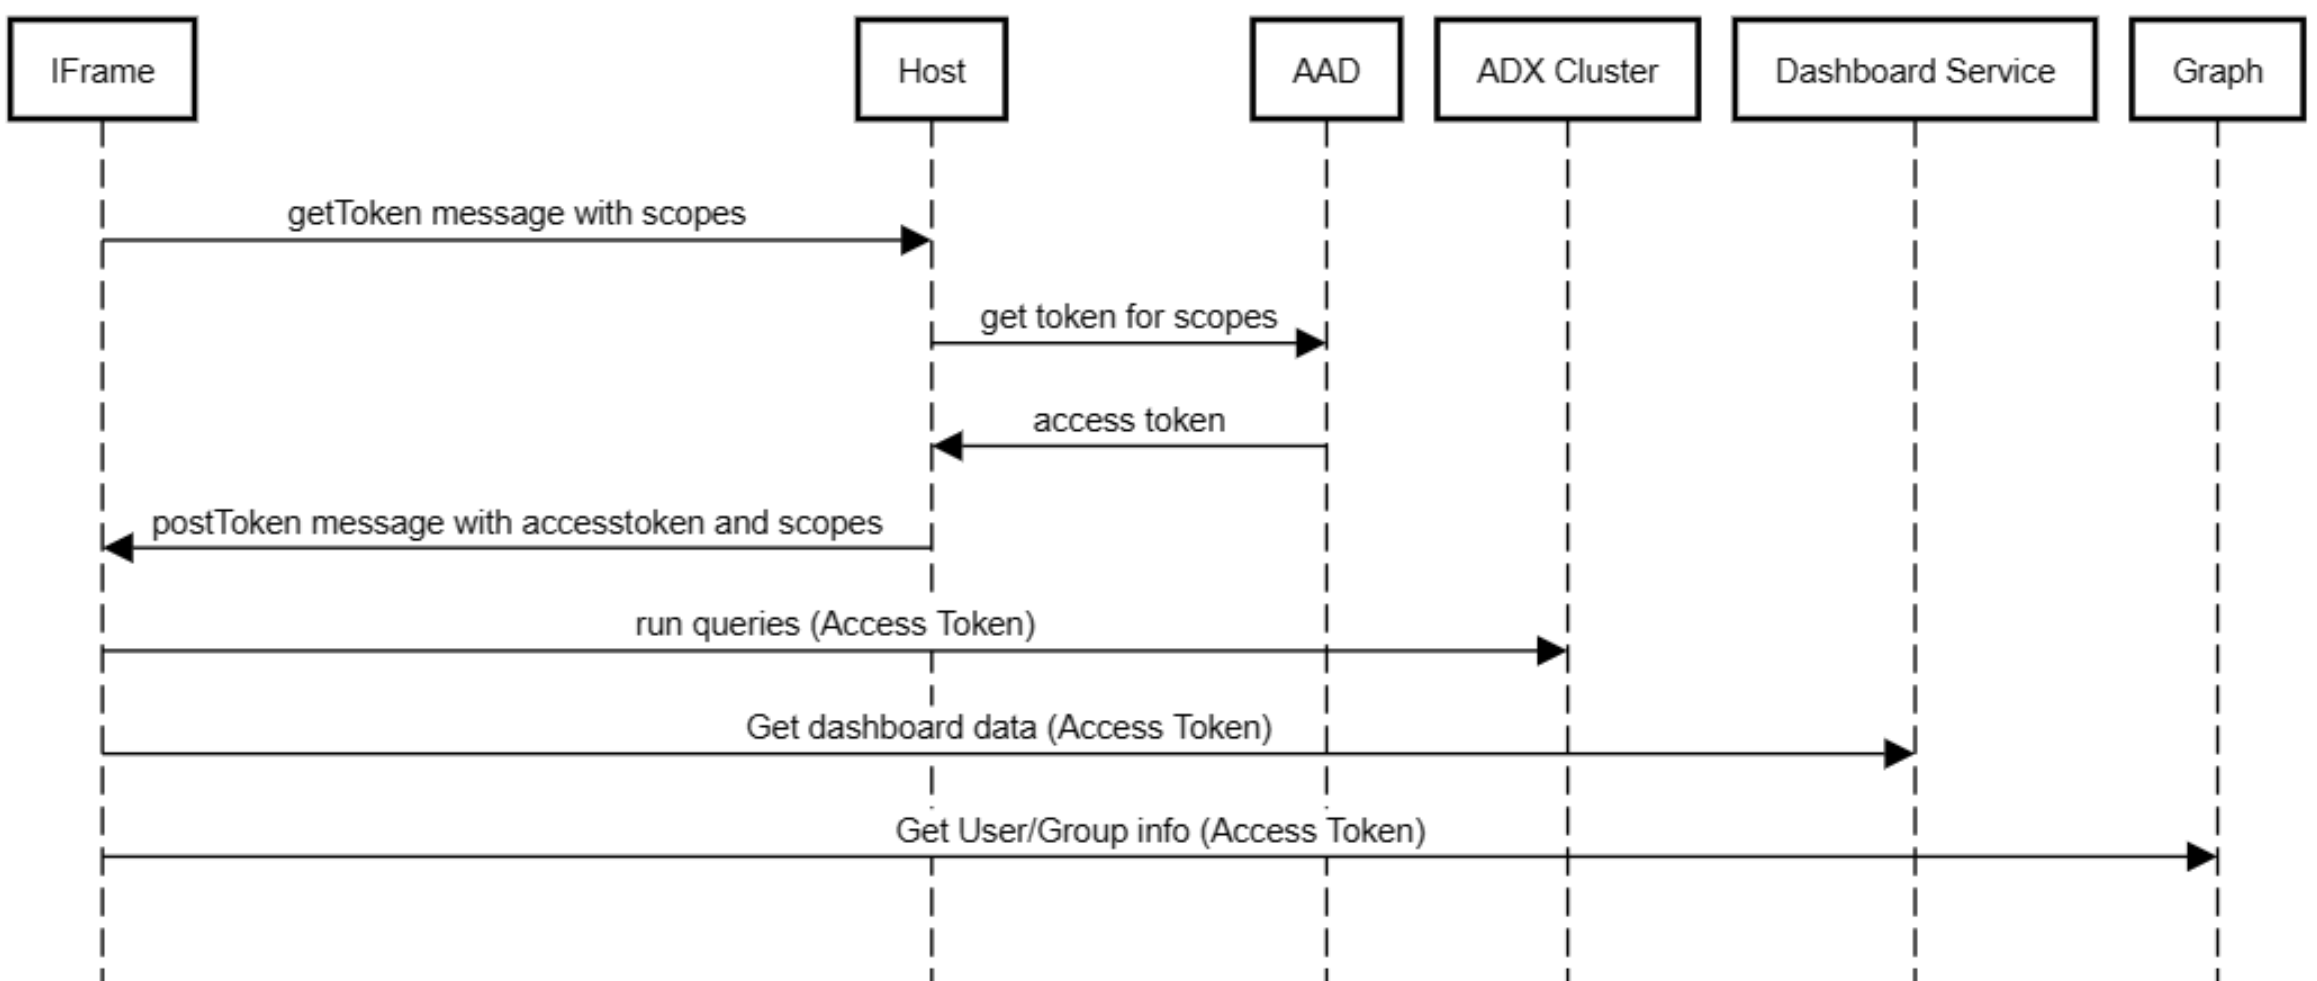 IFrame
Host
AAD
ADX Cluster
Dashboard Service
Graph
getToken message with scopes
get token for scopes
access token
postToken message with accesstoken and scopes
run queries (Access Token)
Get dashboard data (Access Token)
Get User/Group info (Access Token)